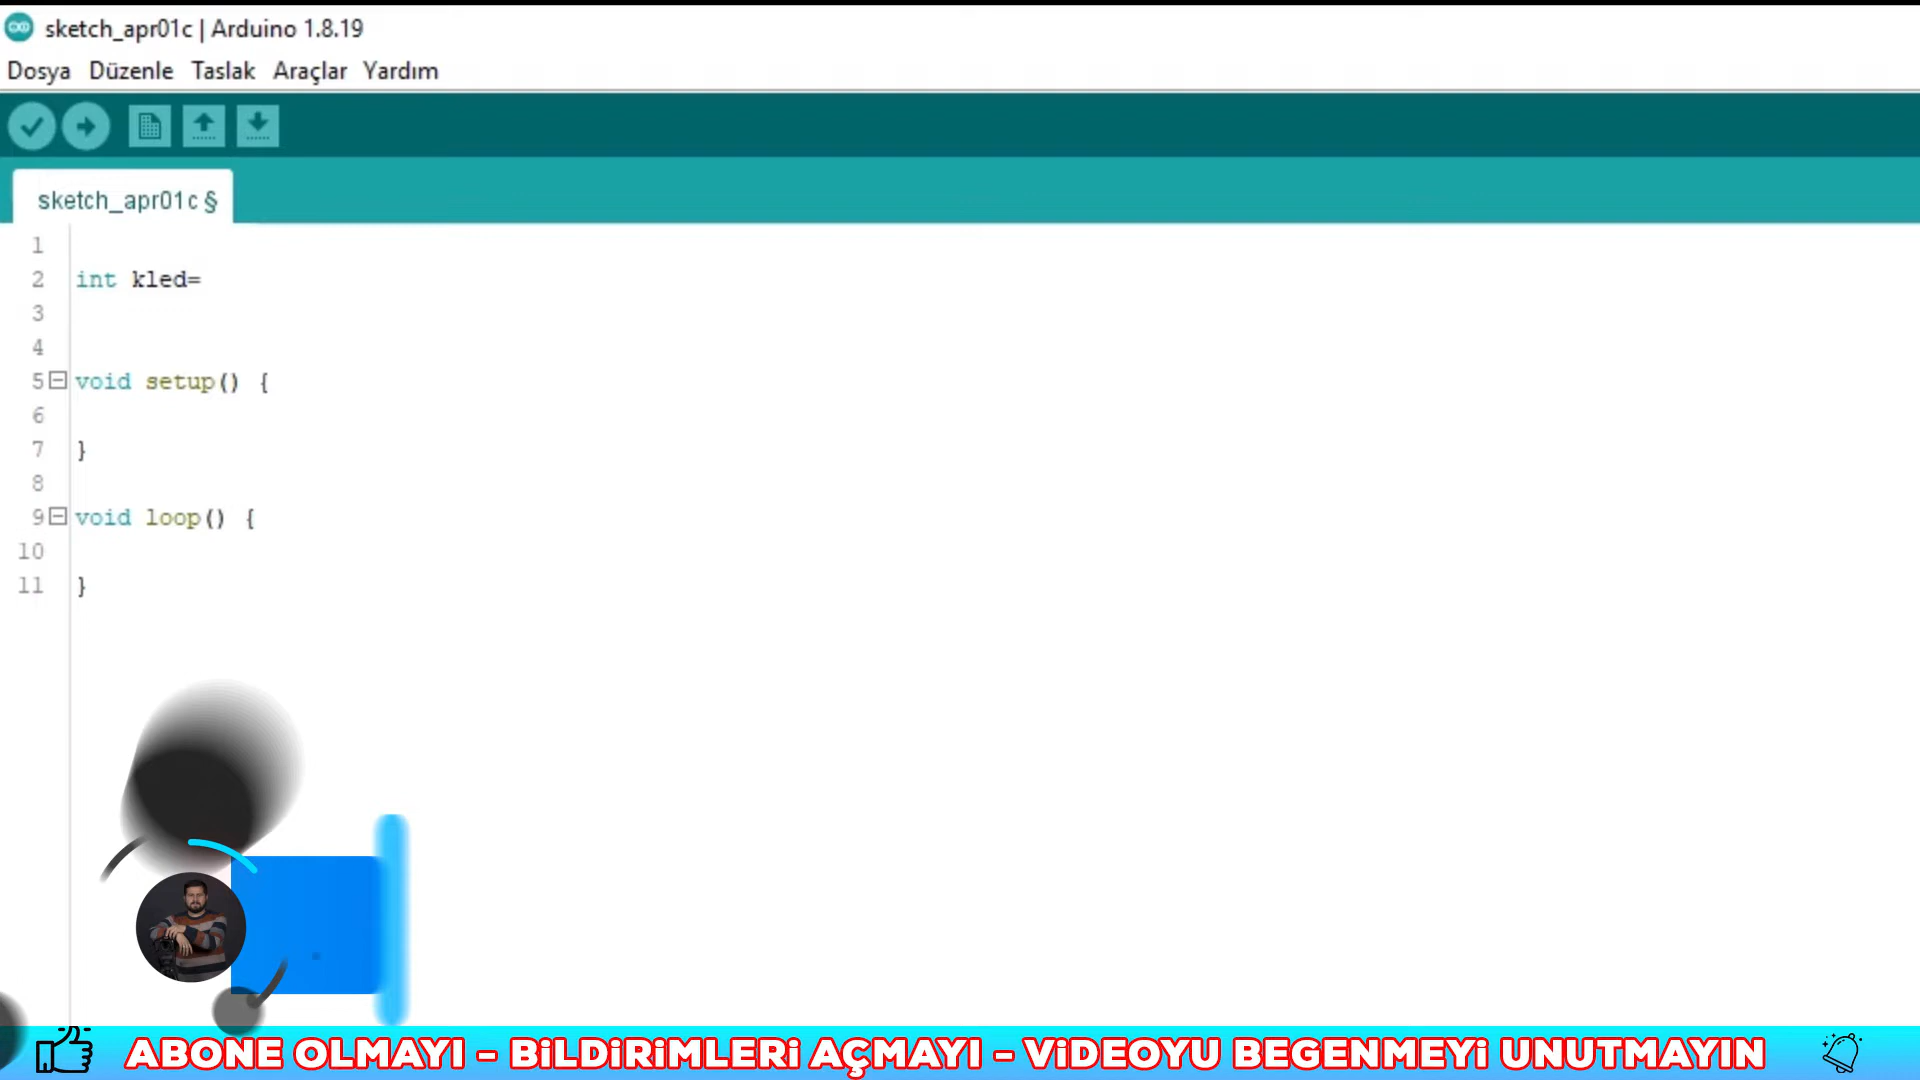 sketch_apr01c | Arduino 1.8.19
Dosya Düzenle Taslak Araçlar Yardım
sketch_apr01c §
1
2 int kled=
3
4
5 void setup() {
6
7 }
8
9 void loop() {
10
11 }
ABONE OLMAYI - BiLDiRiMLERi AÇMAYI - ViDEOYU BEGENMEYi UNUTMAYIN